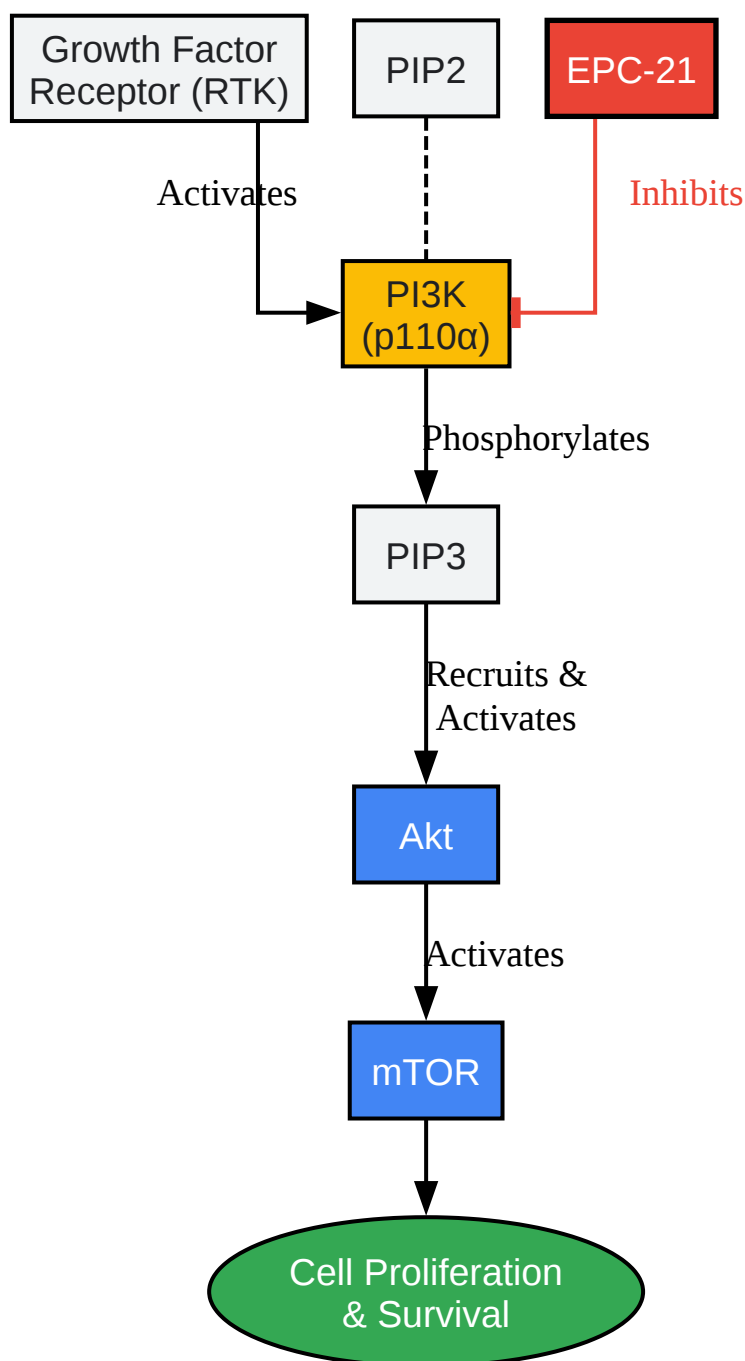 Growth Factor
Receptor (RTK)
PIP2
EPC-21
Activates
Inhibits
PI3K
(p110α)
Phosphorylates
PIP3
Recruits &
Activates
Akt
Activates
mTOR
Cell Proliferation
& Survival